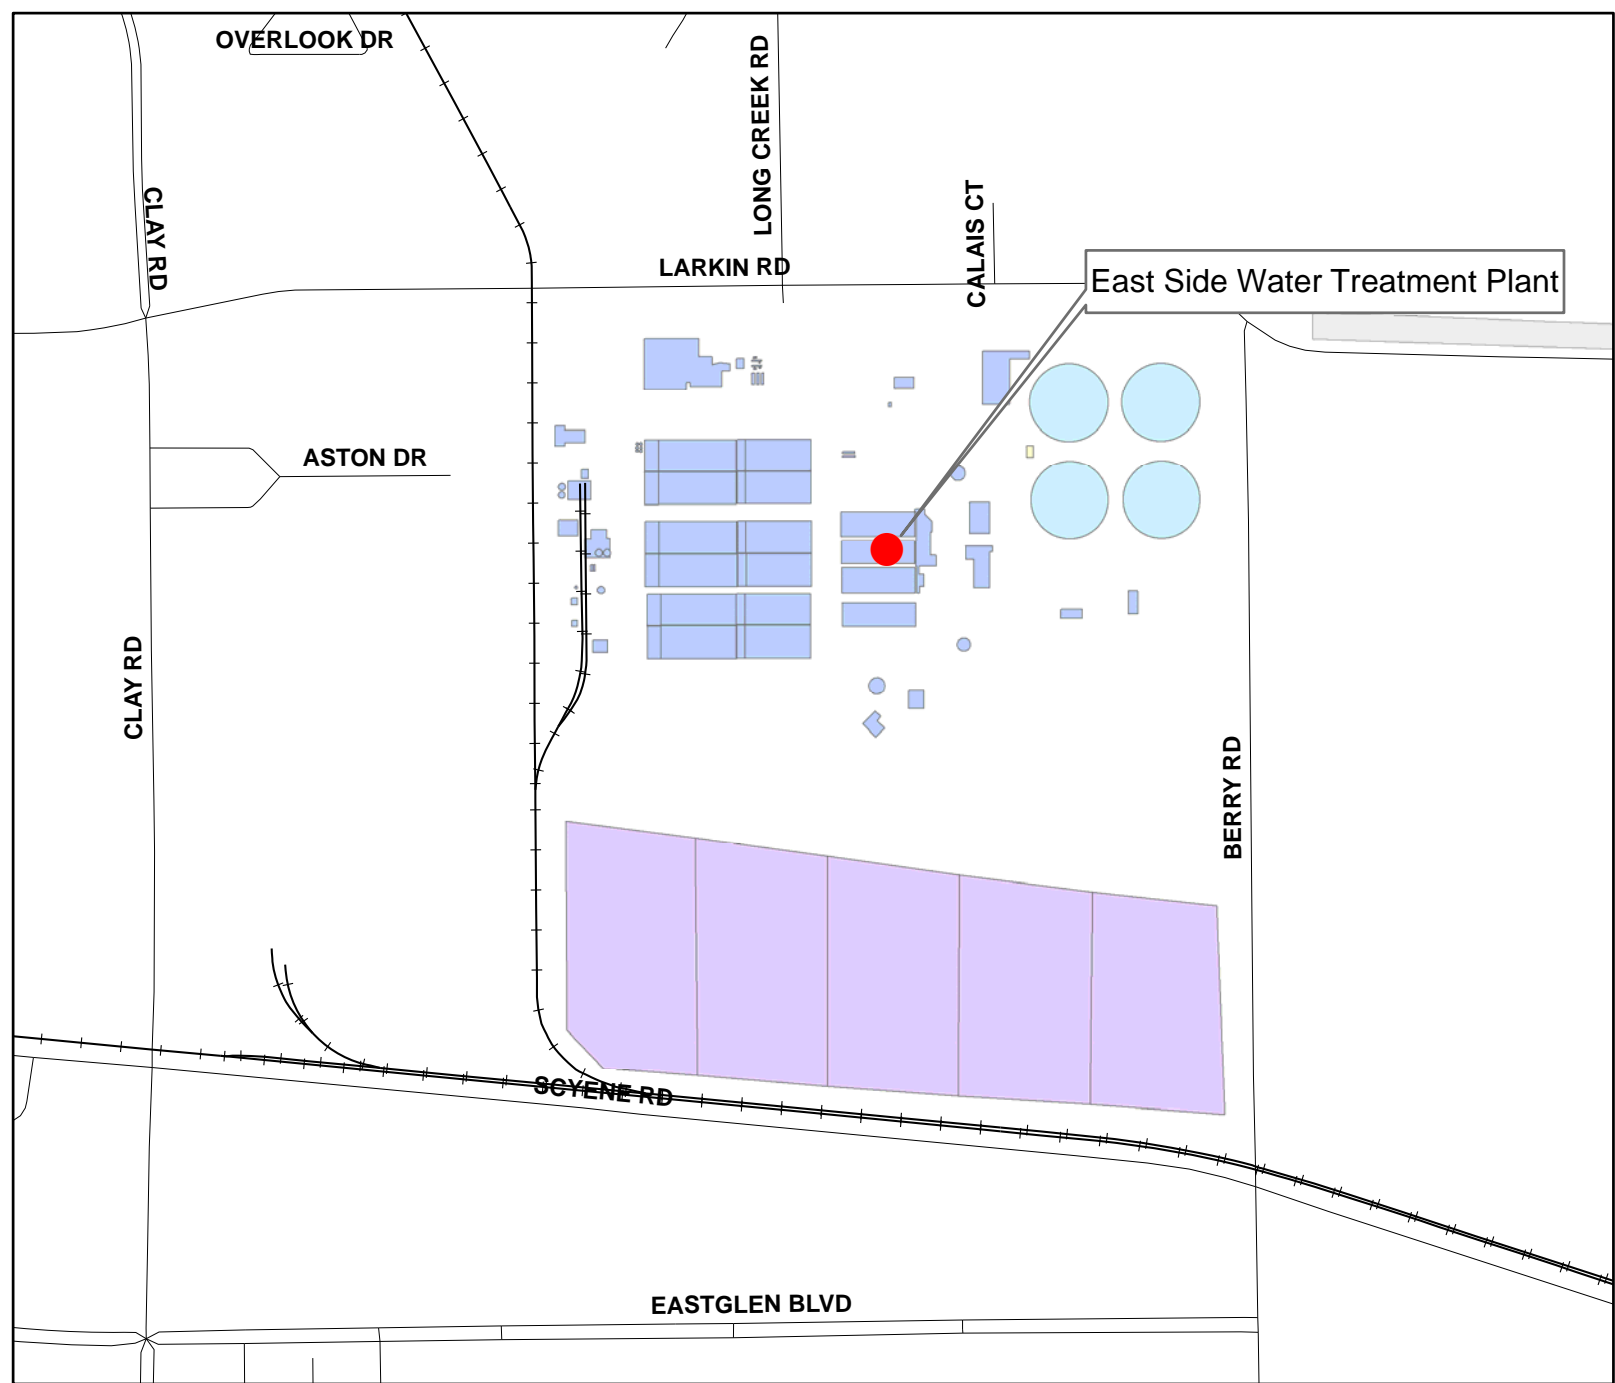 OVERLOOK DR
LONG CREEK RD
CLAY RD
CALAIS CT
LARKIN RD
East Side Water Treatment Plant
ASTON DR
CLAY RD
BERRY RD
SCYENE RD
EASTGLEN BLVD